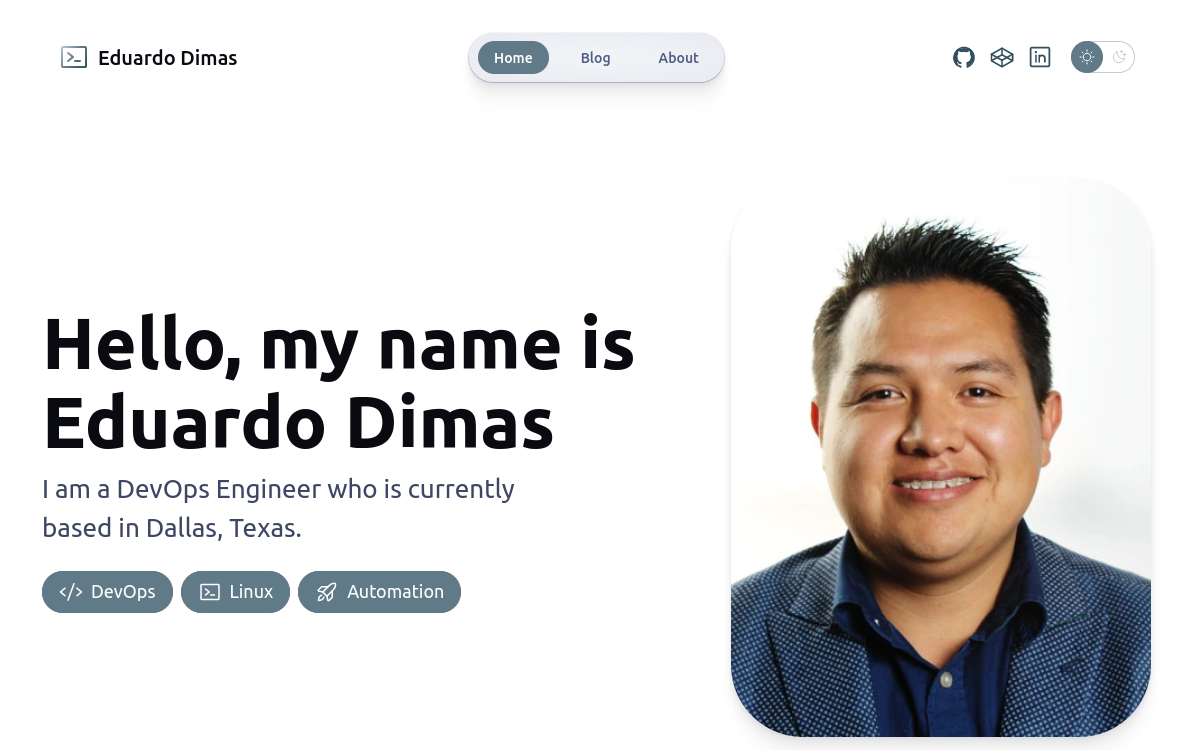 Eduardo Dimas
Home
Blog
About
Hello, my name is
Eduardo Dimas
I am a DevOps Engineer who is currently
based in Dallas, Texas.
DevOps
Linux
Automation